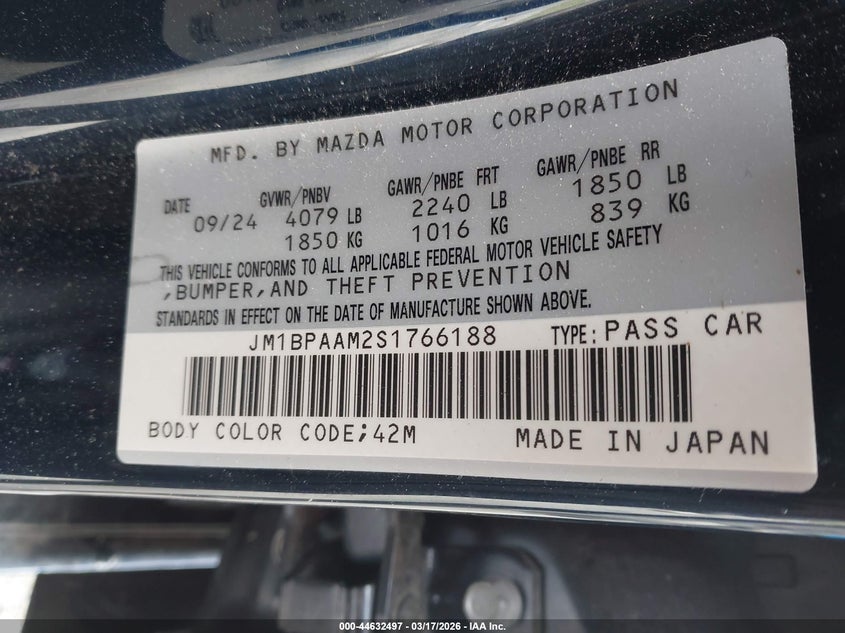 MFD. BY MAZDA MOTOR CORPORATION
DATE GVWR/PNBV GAWR/PNBE FRT GAWR/PNBE RR
09/24 4079 LB 2240 LB 1850 LB
1850 KG 1016 KG 839 KG
THIS VEHICLE CONFORMS TO ALL APPLICABLE FEDERAL MOTOR VEHICLE SAFETY
,BUMPER,AND THEFT PREVENTION
STANDARDS IN EFFECT ON THE DATE OF MANUFACTURE SHOWN ABOVE.
JM1BPAAM2S1766188 TYPE: PASS CAR
BODY COLOR CODE;42M MADE IN JAPAN
000-44632497 - 03/17/2026 - IAA Inc.